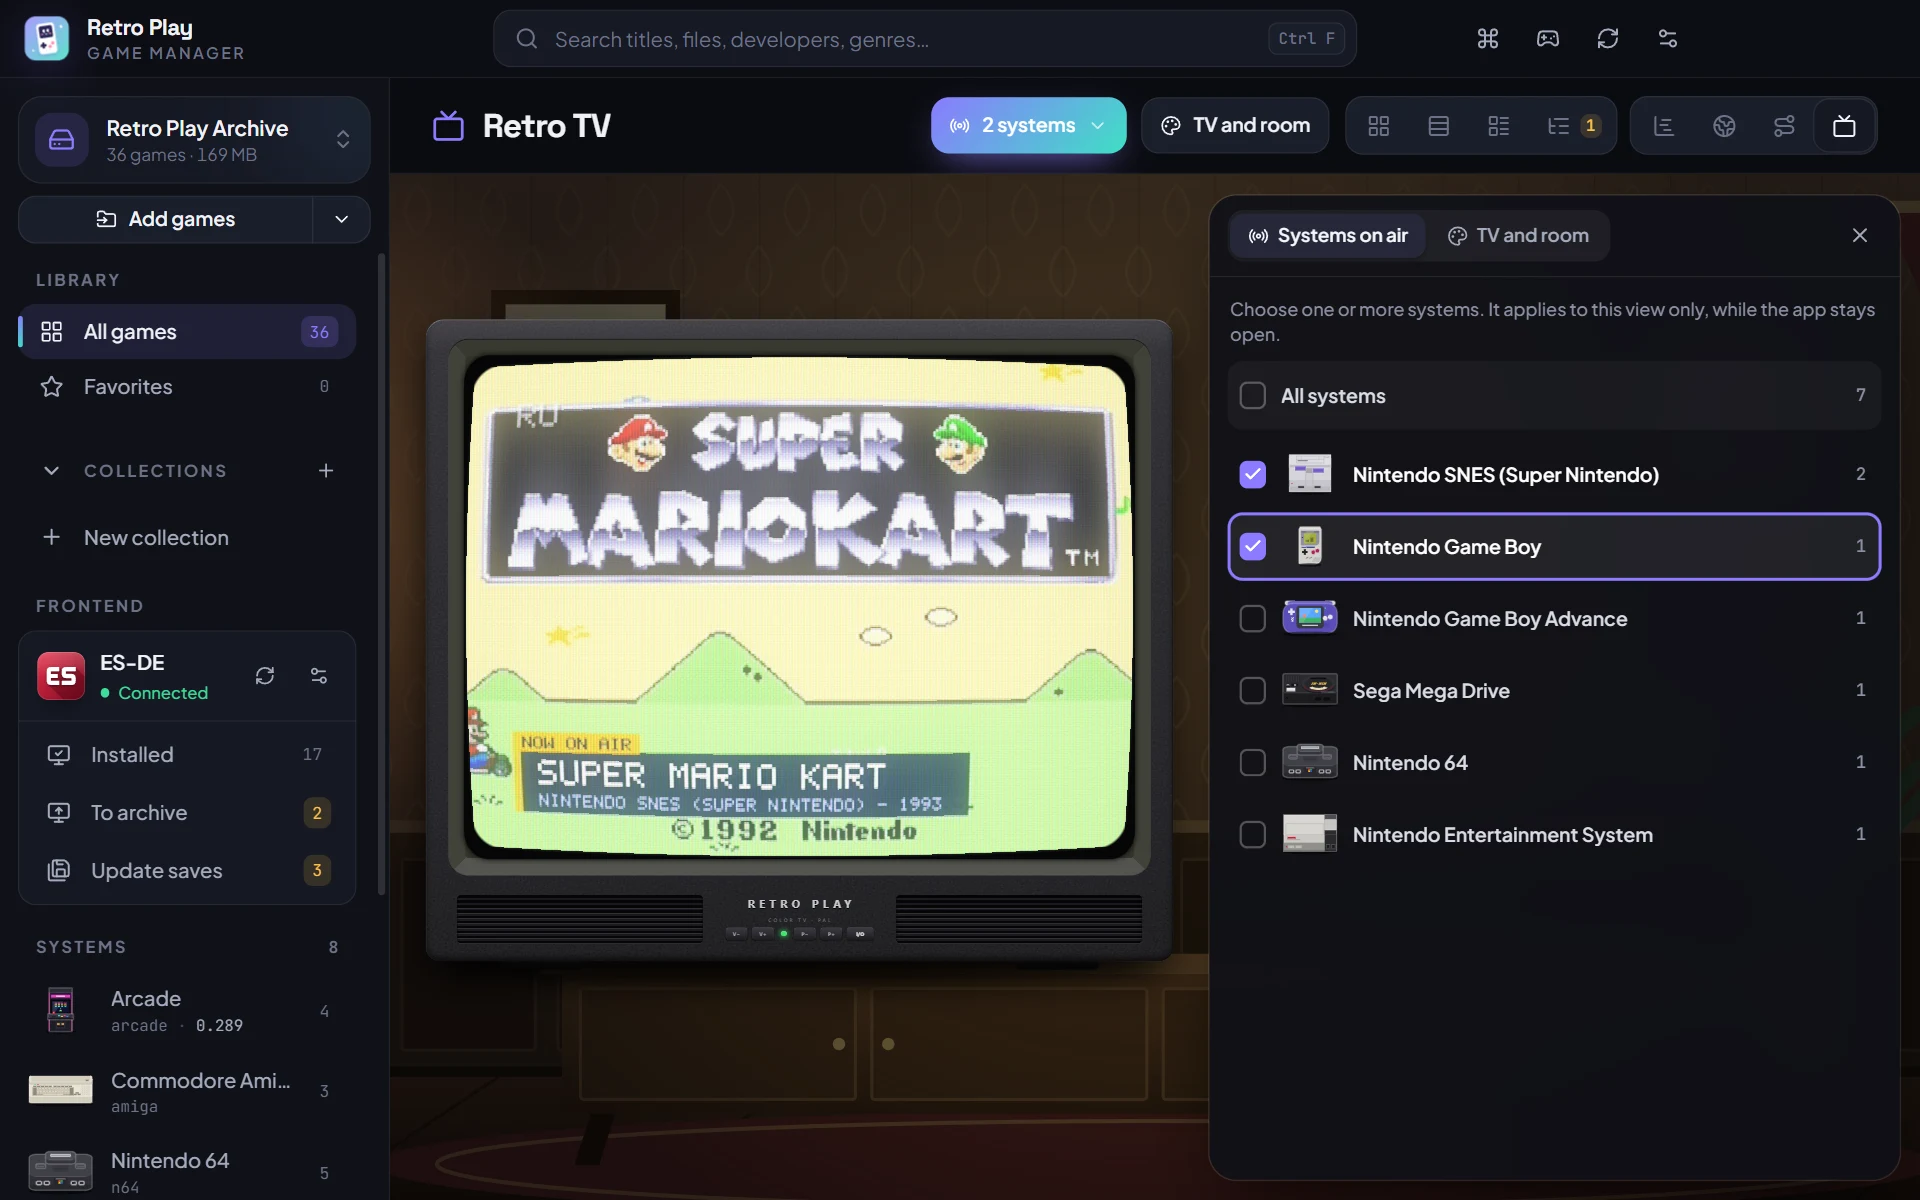 Retro Play
GAME MANAGER
Search titles, files, developers, genres...
Ctrl F
Retro Play Archive
36 games · 169 MB
Add games
LIBRARY
All games
36
Favorites
0
COLLECTIONS
New collection
FRONTEND
ES
ES-DE
Connected
Installed
17
To archive
2
Update saves
3
SYSTEMS
8
Arcade
arcade · 0.289
4
Commodore Ami...
amiga
3
Nintendo 64
n64
5
Retro TV
2 systems
TV and room
1
RU
SUPER
MARIOKART TM
NOW ON AIR
SUPER MARIO KART
NINTENDO SNES (SUPER NINTENDO) - 1993
©1992 Nintendo
RETRO PLAY
COLOR TV · PAL
V- V+ P- P+ I/O
Systems on air
TV and room
Choose one or more systems. It applies to this view only, while the app stays
open.
All systems
7
Nintendo SNES (Super Nintendo)
2
Nintendo Game Boy
1
Nintendo Game Boy Advance
1
Sega Mega Drive
1
Nintendo 64
1
Nintendo Entertainment System
1